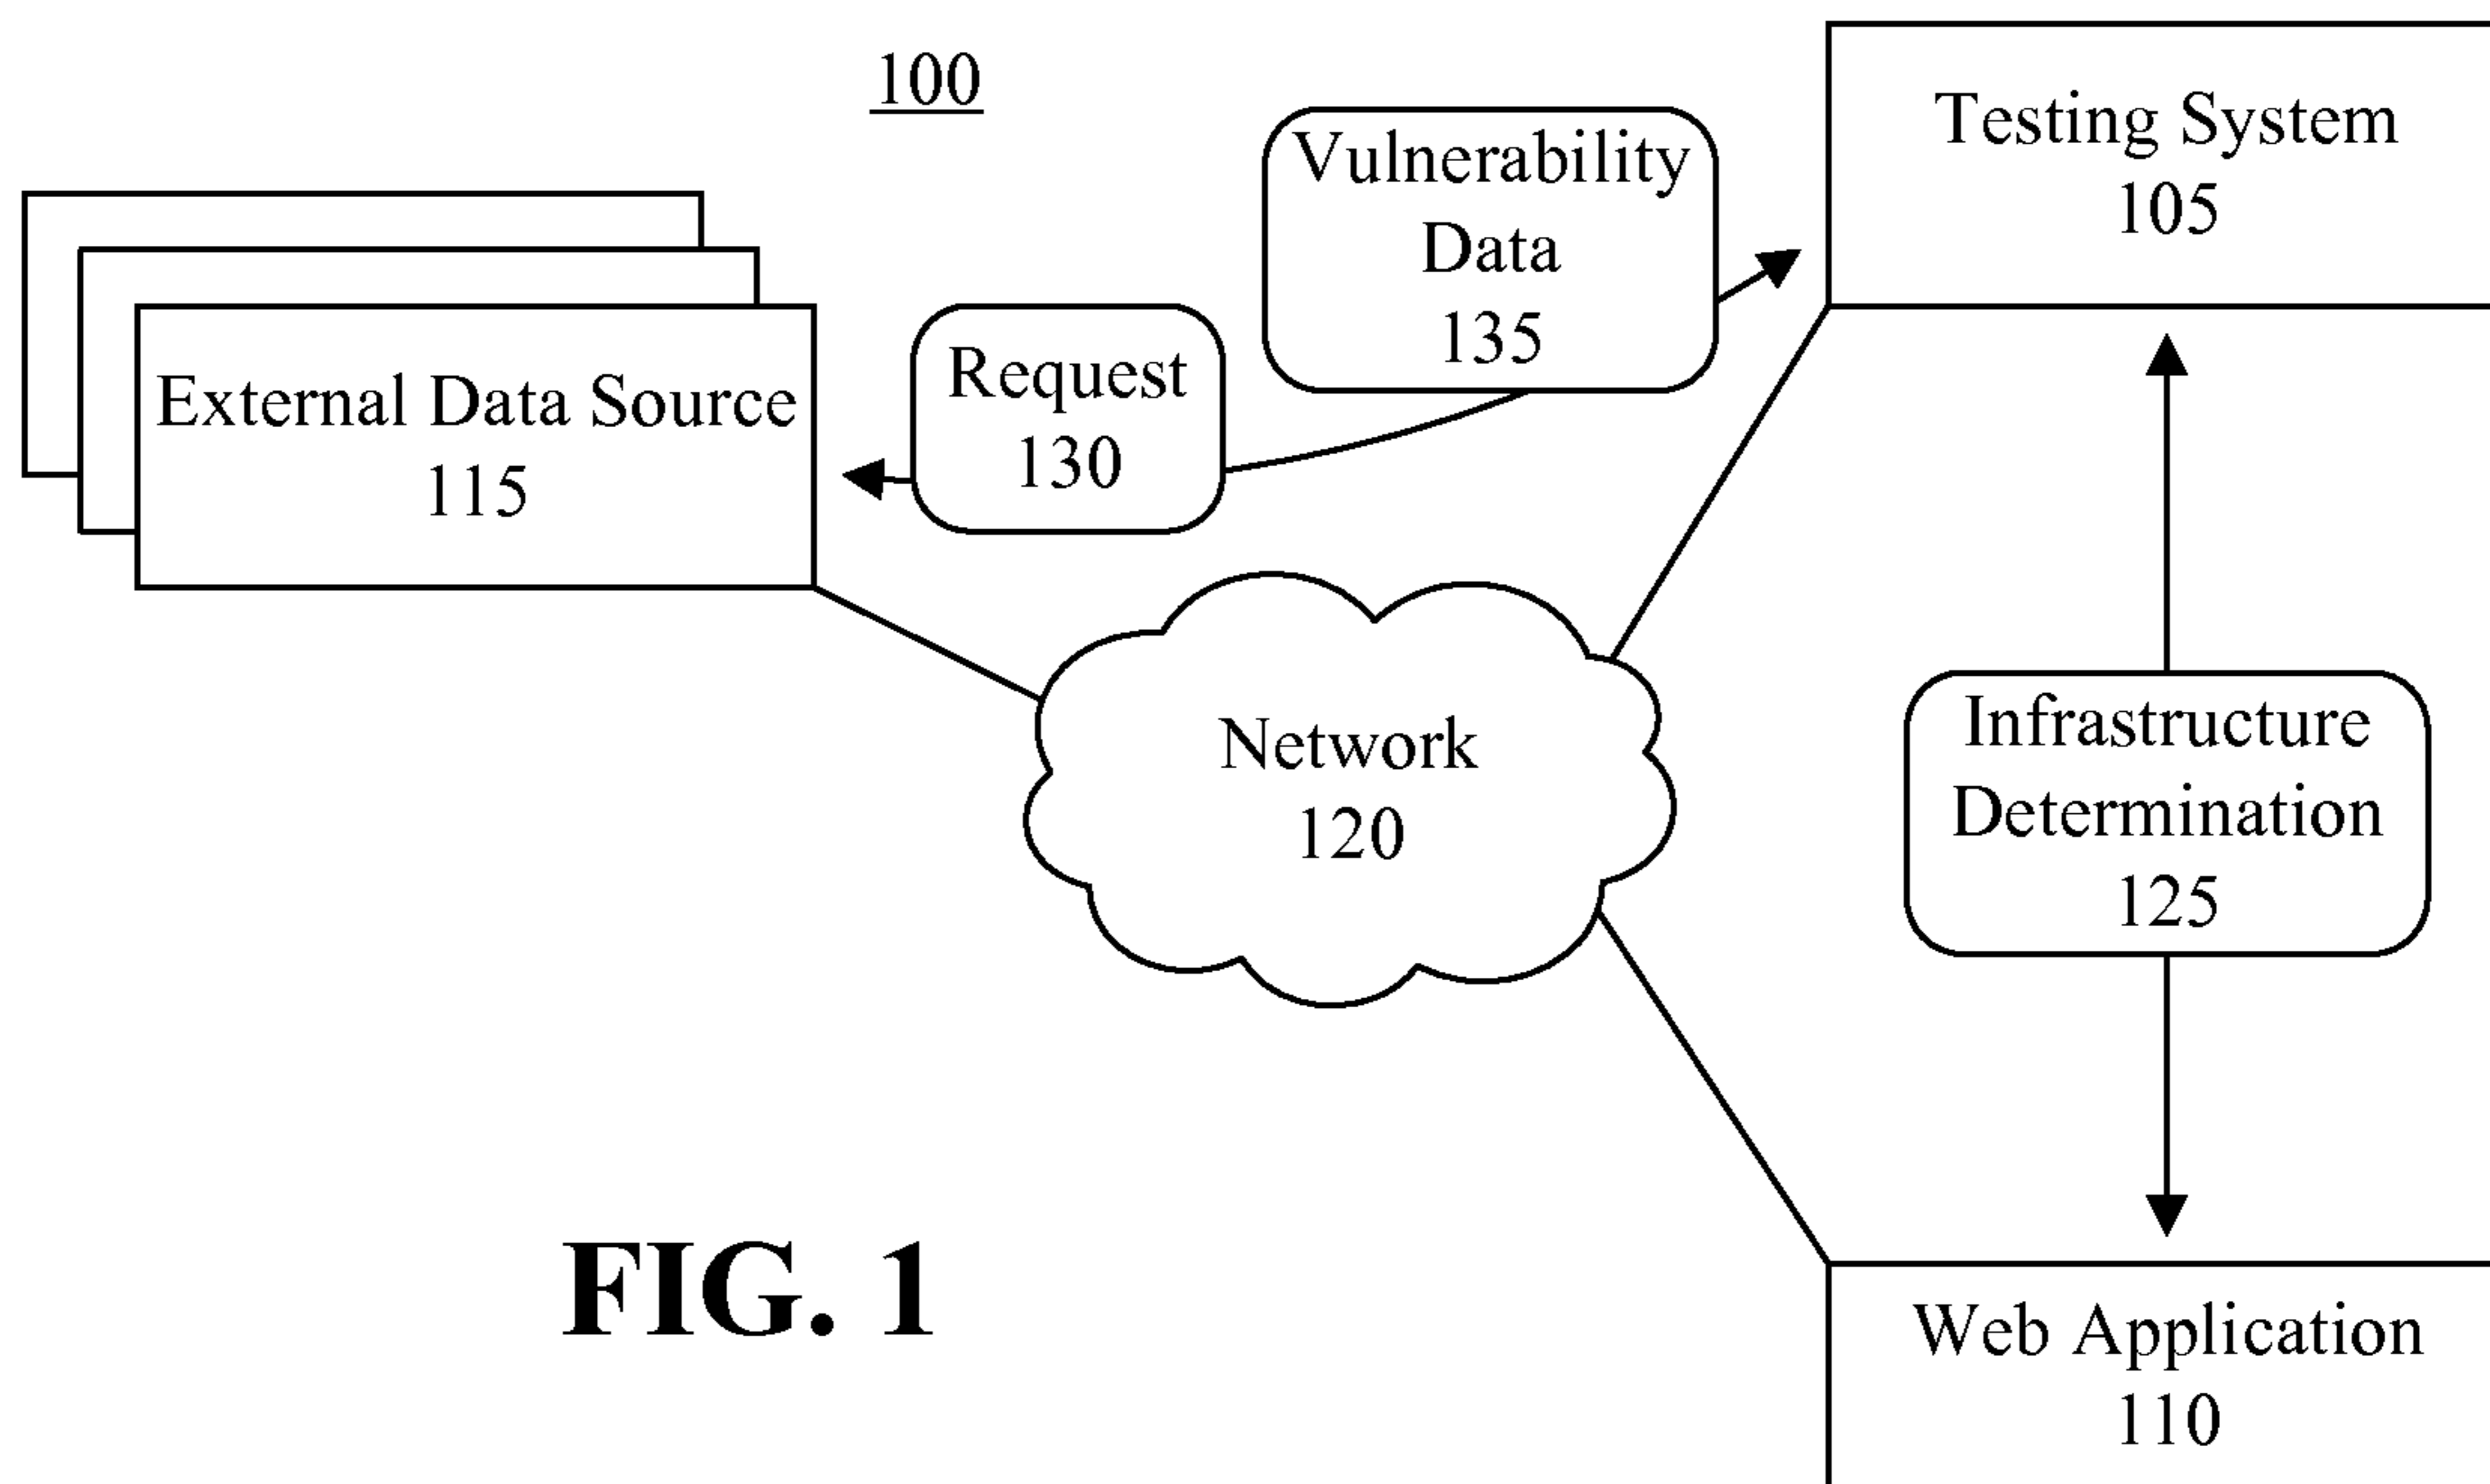 100
Testing System
105
Vulnerability
Data
135
Request
130
External Data Source
115
Network
120
Infrastructure
Determination
125
Web Application
110
FIG. 1